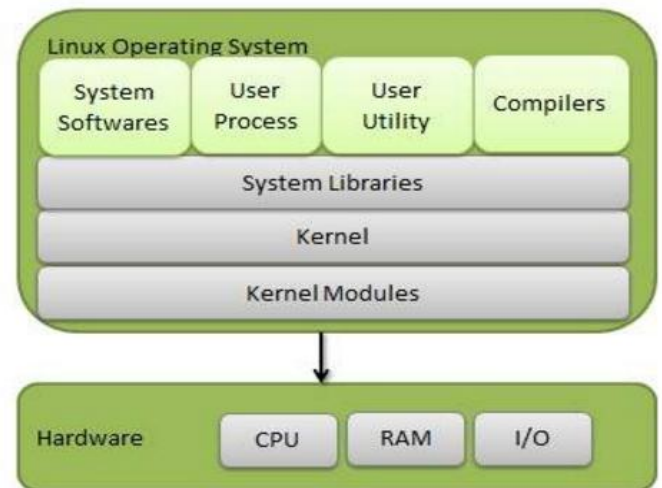 Linux Operating System
System Softwares
User Process
User Utility
Compilers
System Libraries
Kernel
Kernel Modules
Hardware
CPU
RAM
I/O